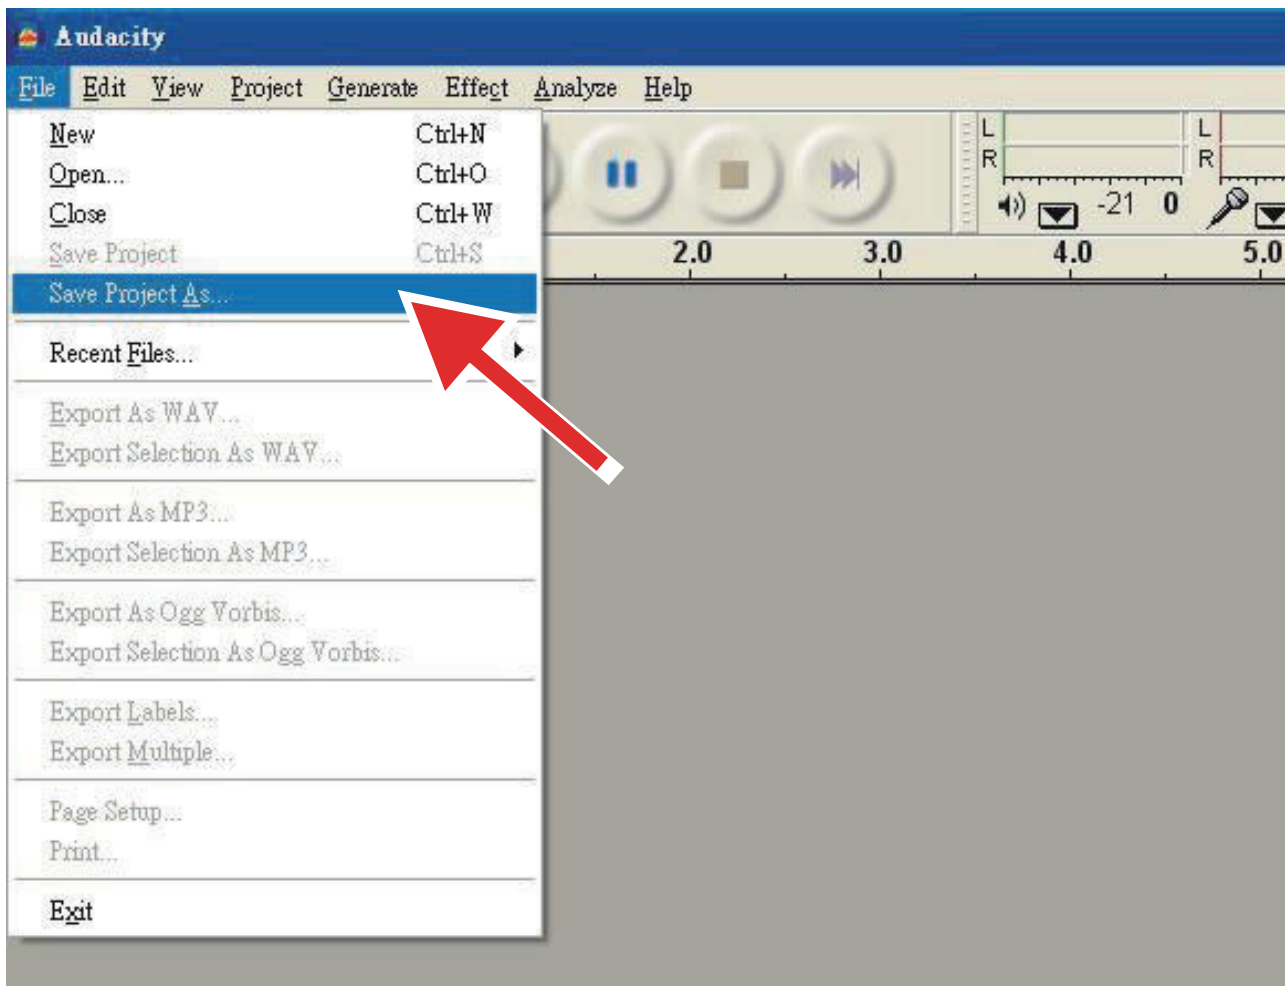 Audacity
File Edit View Project Generate Effect Analyze Help
New Ctrl+N
Open... Ctrl+O
Close Ctrl+W
Save Project Ctrl+S
Save Project As...
Recent Files...
Export As WAV...
Export Selection As WAV...
Export As MP3...
Export Selection As MP3...
Export As Ogg Vorbis...
Export Selection As Ogg Vorbis...
Export Labels...
Export Multiple...
Page Setup...
Print...
Exit
L L
R R
-21 0
2.0 3.0 4.0 5.0